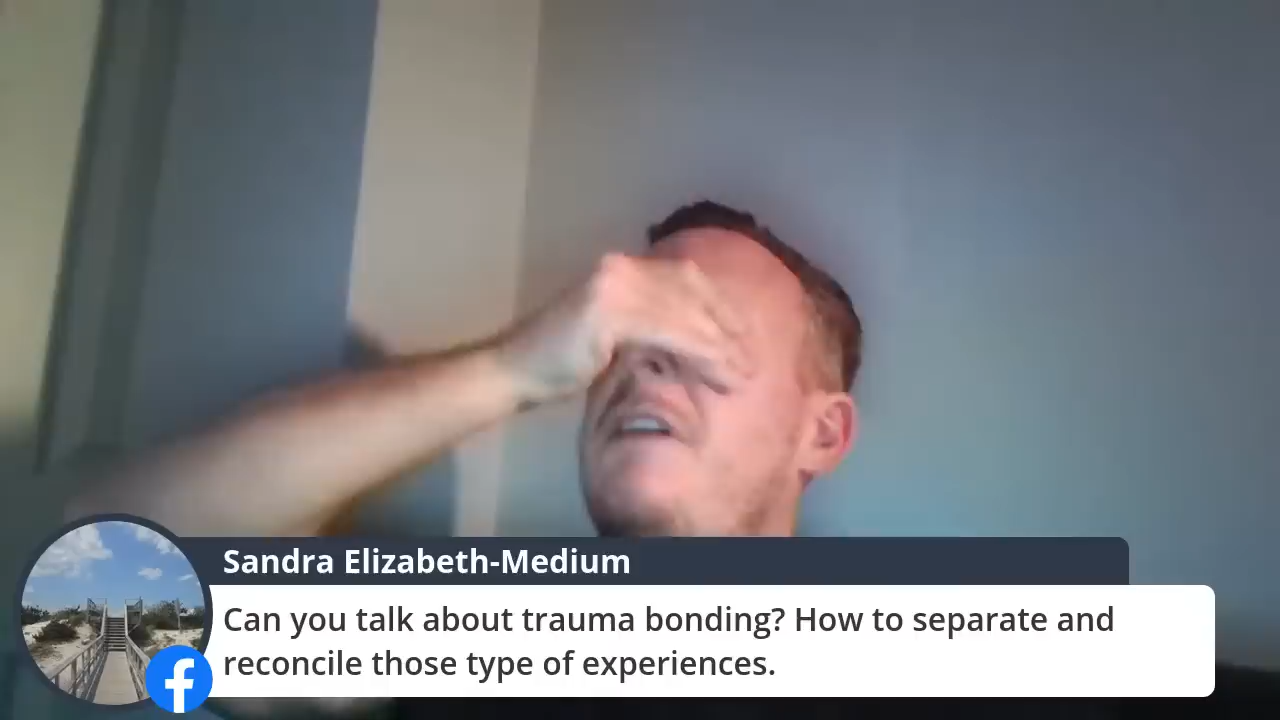 Sandra Elizabeth-Medium
Can you talk about trauma bonding? How to separate and
reconcile those type of experiences.